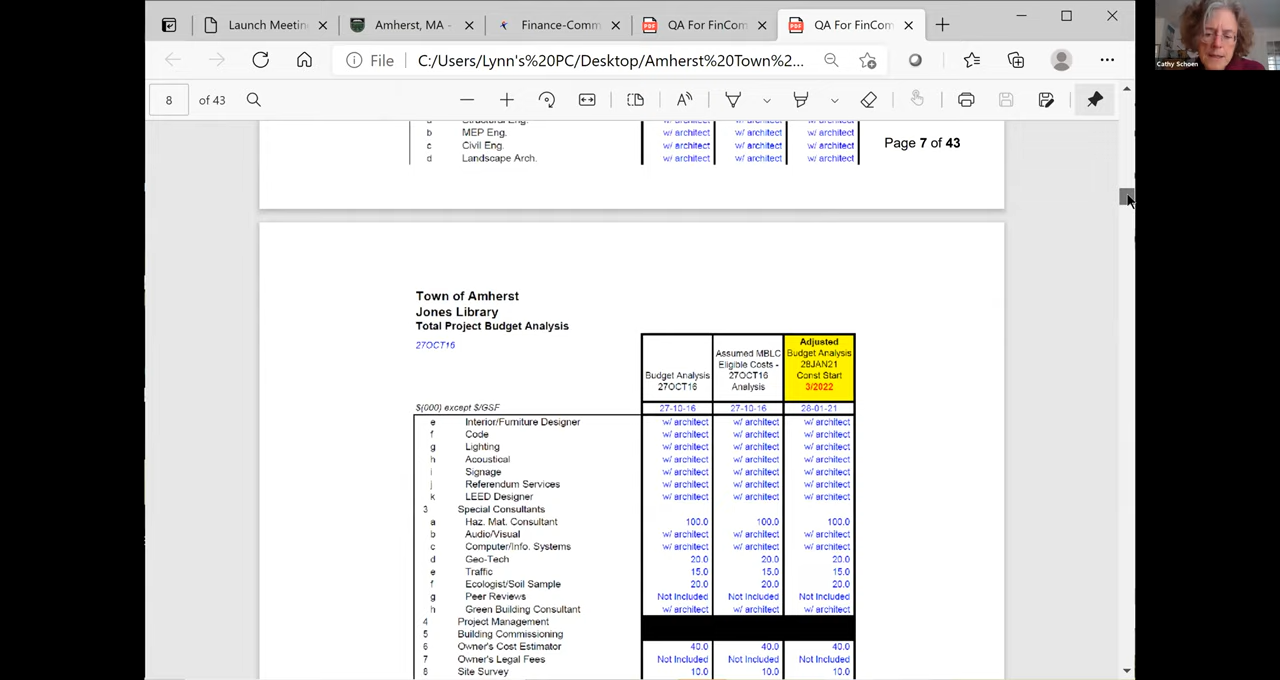 Launch Meetin
Amherst, MA -
Finance-Comm
QA For FinCom
QA For FinCom
File
C:/Users/Lynn's%20PC/Desktop/Amherst%20Town%2...
8 of 43
Cathy Schoen
b MEP Eng. w/ architect w/ architect w/ architect
c Civil Eng. w/ architect w/ architect w/ architect
d Landscape Arch. w/ architect w/ architect w/ architect
Page 7 of 43
Town of Amherst
Jones Library
Total Project Budget Analysis
27OCT16
Budget Analysis
27OCT16
Assumed MBLC
Eligible Costs -
27OCT16
Analysis
Adjusted
Budget Analysis
28JAN21
Const Start
3/2022
$(000) except $/GSF 27-10-16 27-10-16 28-01-21
e Interior/Furniture Designer w/ architect w/ architect w/ architect
f Code w/ architect w/ architect w/ architect
g Lighting w/ architect w/ architect w/ architect
h Acoustical w/ architect w/ architect w/ architect
i Signage w/ architect w/ architect w/ architect
j Referendum Services w/ architect w/ architect w/ architect
k LEED Designer w/ architect w/ architect w/ architect
3 Special Consultants
a Haz. Mat. Consultant 100.0 100.0 100.0
b Audio/Visual w/ architect w/ architect w/ architect
c Computer/Info. Systems w/ architect w/ architect w/ architect
d Geo-Tech 20.0 20.0 20.0
e Traffic 15.0 15.0 15.0
f Ecologist/Soil Sample 20.0 20.0 20.0
g Peer Reviews Not Included Not Included Not Included
h Green Building Consultant w/ architect w/ architect w/ architect
4 Project Management
5 Building Commissioning
6 Owner's Cost Estimator 40.0 40.0 40.0
7 Owner's Legal Fees Not Included Not Included Not Included
8 Site Survey 10.0 10.0 10.0